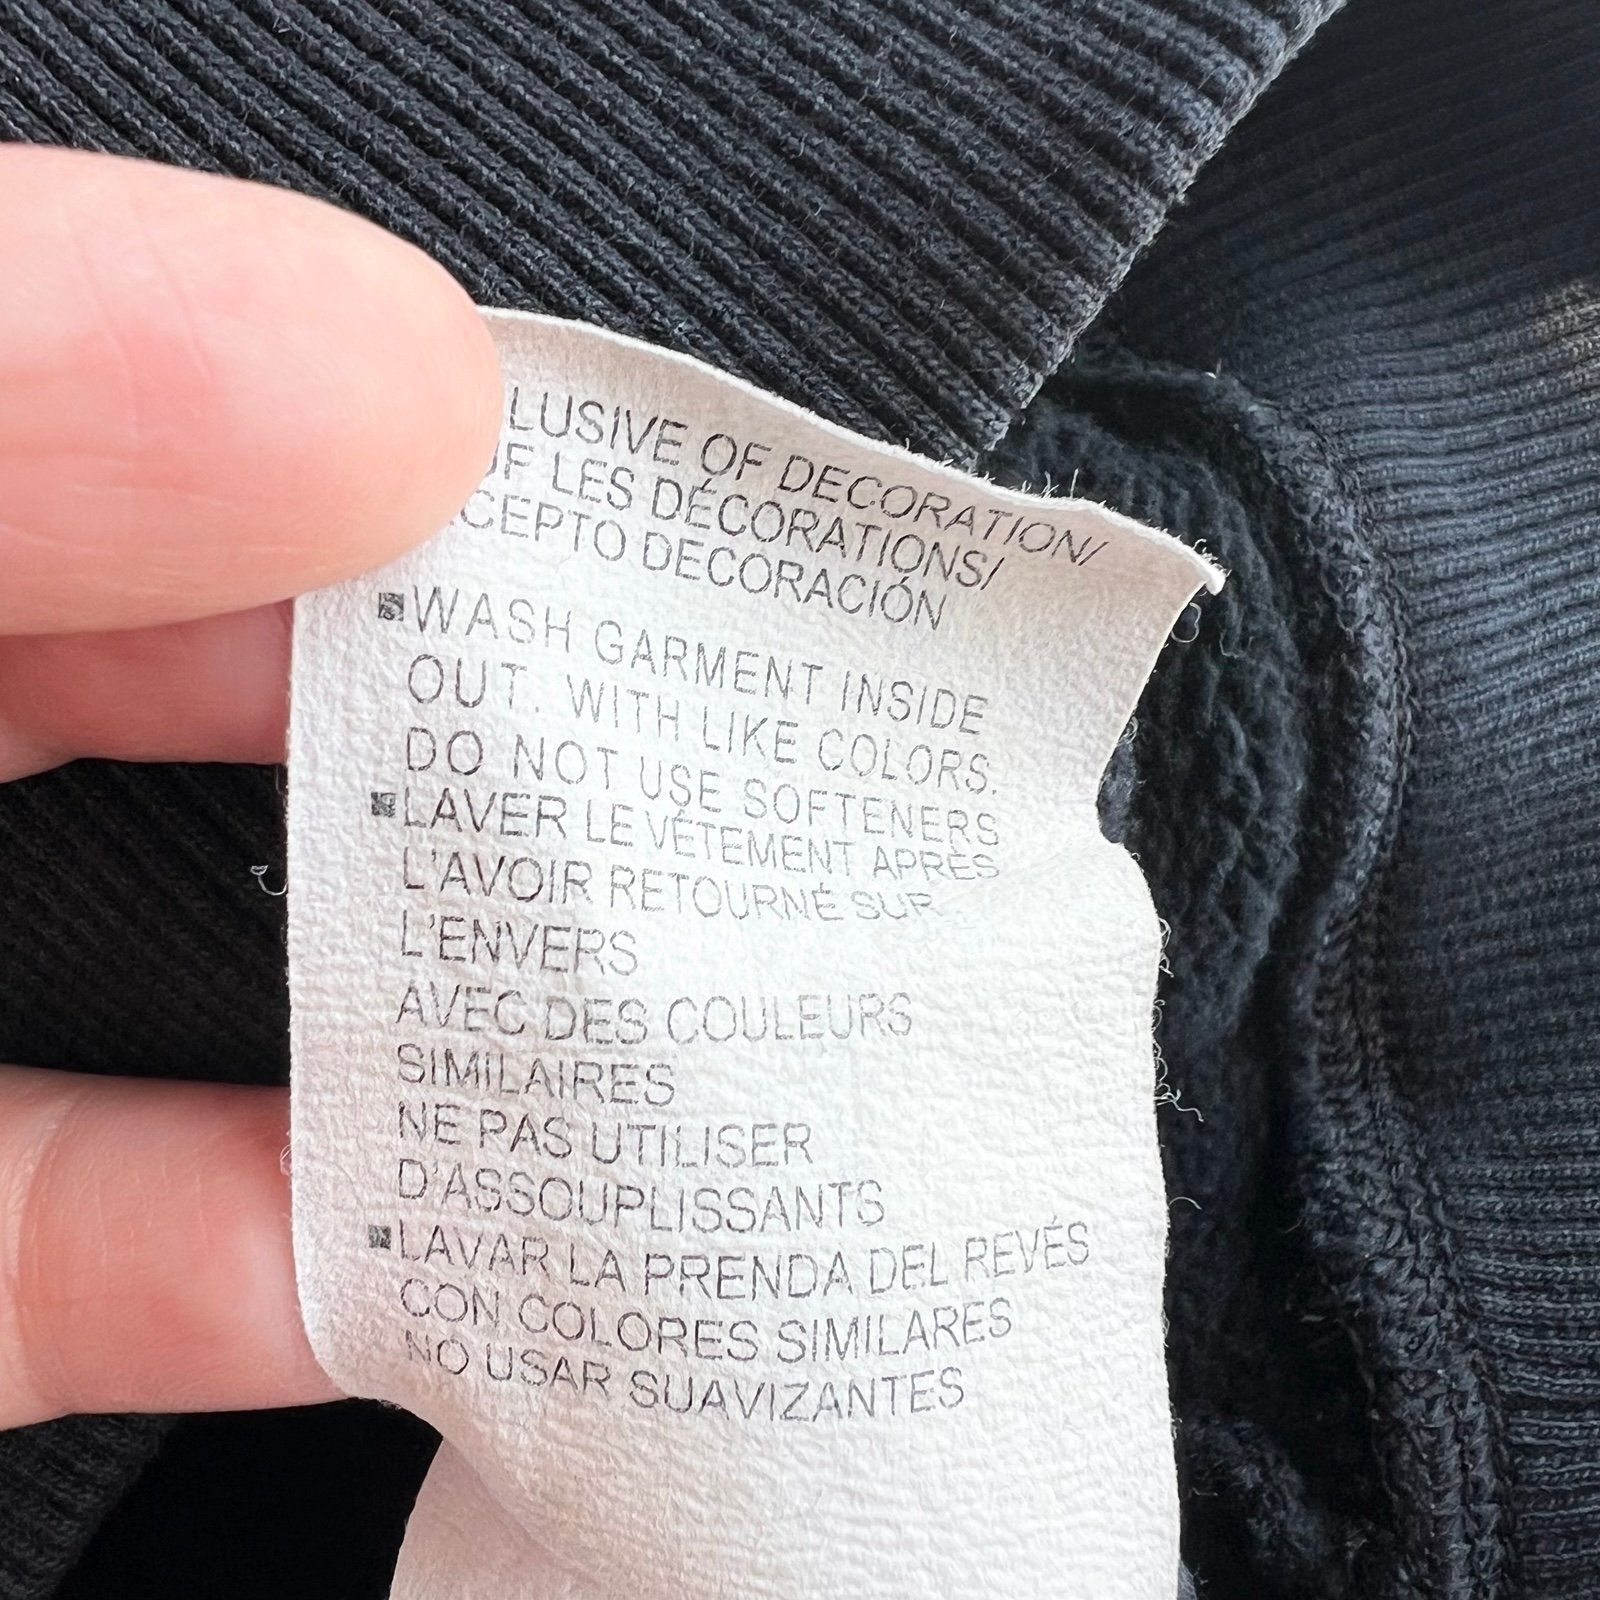 LUSIVE OF DECORATION/
UF LES DÉCORATIONS/
CEPTO DECORACIÓN
▪WASH GARMENT INSIDE
OUT. WITH LIKE COLORS.
DO NOT USE SOFTENERS
▪LAVER LE VÊTEMENT APRÈS
L'AVOIR RETOURNÉ SUR
L'ENVERS
AVEC DES COULEURS
SIMILAIRES
NE PAS UTILISER
D'ASSOUPLISSANTS
▪LAVAR LA PRENDA DEL REVÉS
CON COLORES SIMILARES
NO USAR SUAVIZANTES